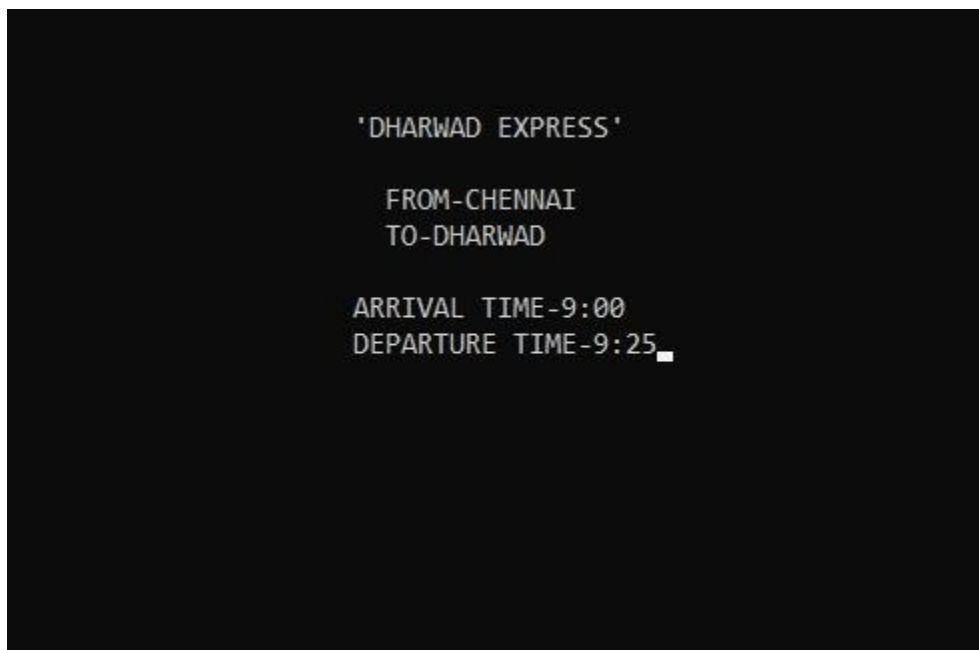 'DHARWAD EXPRESS'
FROM-CHENNAI
TO-DHARWAD
ARRIVAL TIME-9:00
DEPARTURE TIME-9:25